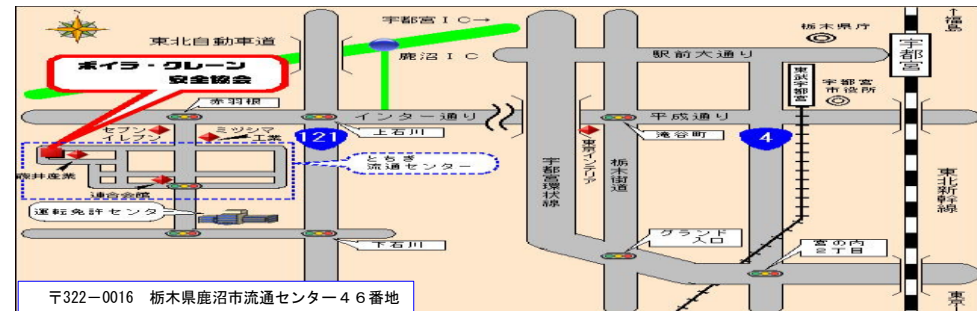 宇都宮ＩＣ→
東北自動車道
鹿沼ＩＣ
ボイラ・クレーン
安全協会
赤羽根
インター通り
上石川
セブン
イレブン
ミツシマ
工業
121
とちぎ
流通センター
藤井産業
連合会館
運転免許センタ
下石川
〒322－0016　栃木県鹿沼市流通センター４６番地
栃木県庁
駅前大通り
東武宇都宮
宇都宮
市役所
宇都宮
↑福島
平成通り
滝谷町
4
東京インテリア
宇都宮環状線
栃木街道
グランド
入口
宮の内
２丁目
東北新幹線
東京↓